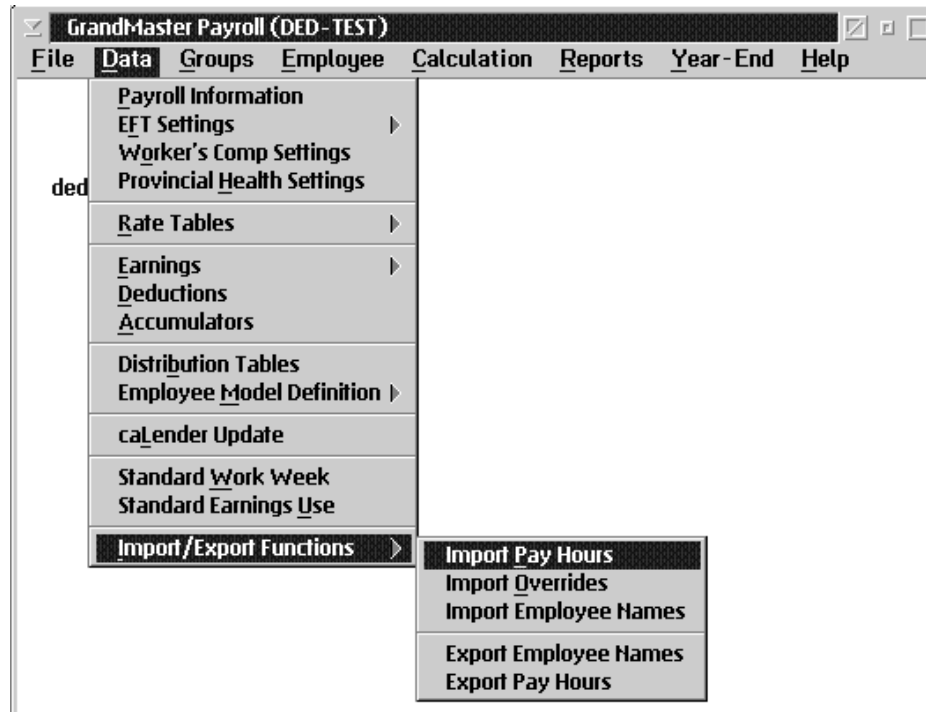 GrandMaster Payroll (DED-TEST)
File Data Groups Employee Calculation Reports Year-End Help
Payroll Information
EFT Settings
Worker's Comp Settings
Provincial Health Settings
ded
Rate Tables
Earnings
Deductions
Accumulators
Distribution Tables
Employee Model Definition
caLender Update
Standard Work Week
Standard Earnings Use
Import/Export Functions
Import Pay Hours
Import Overrides
Import Employee Names
Export Employee Names
Export Pay Hours